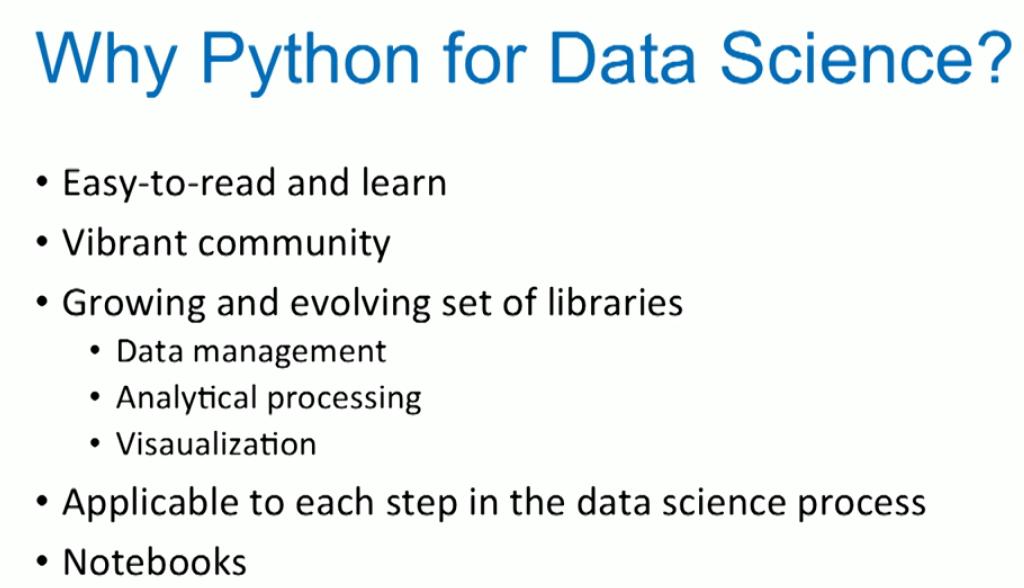 Why Python for Data Science?
• Easy-to-read and learn
• Vibrant community
• Growing and evolving set of libraries
• Data management
• Analytical processing
• Visaualization
• Applicable to each step in the data science process
• Notebooks